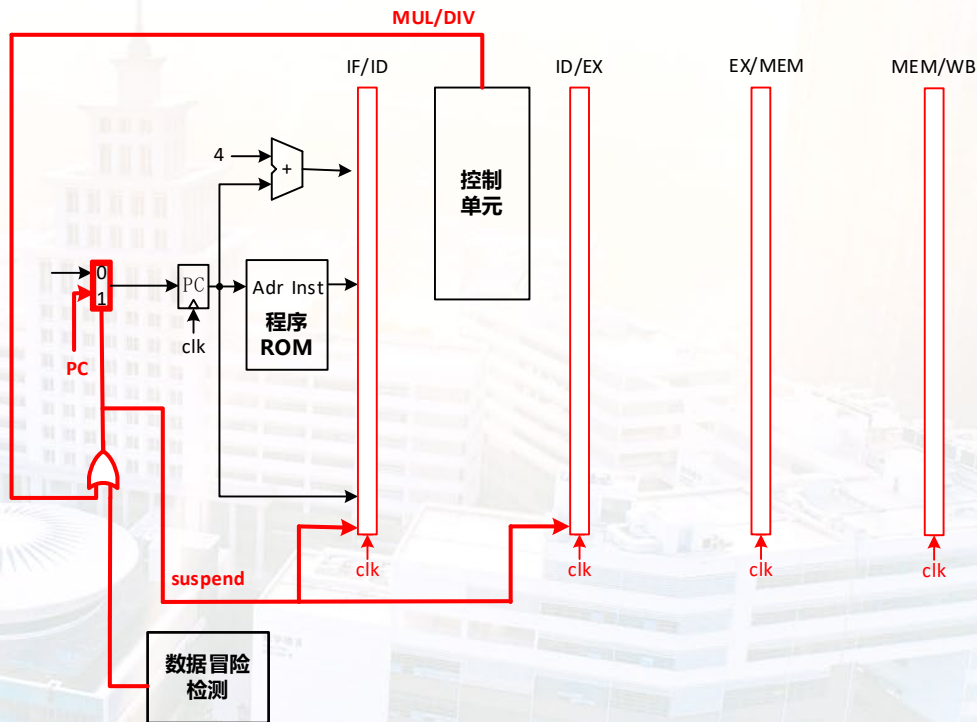 MUL/DIV
IF/ID
ID/EX
EX/MEM
MEM/WB
4
+
控制
单元
0
1
PC
Adr Inst
程序
ROM
clk
PC
suspend
clk
clk
clk
clk
数据冒险
检测